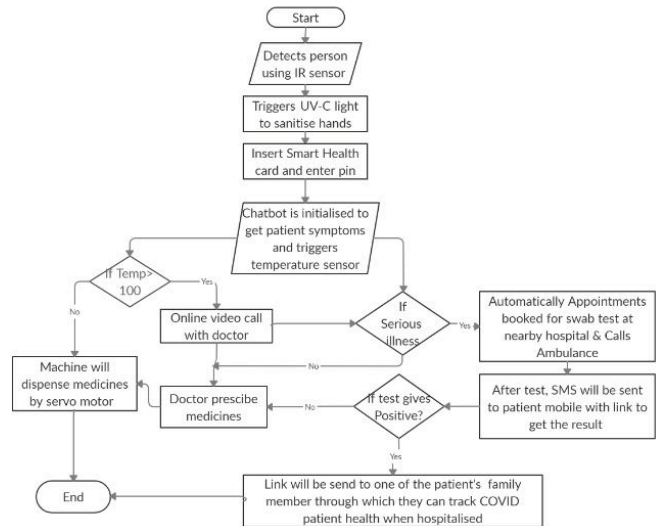 Start
Detects person
using IR sensor
Triggers UV-C light
to sanitise hands
Insert Smart Health
card and enter pin
Chatbot is initialised to
get patient symptoms
and triggers
temperature sensor
If Temp>
100
Yes
No
Online video call
with doctor
If
Serious
illness
Yes
No
Automatically Appointments
booked for swab test at
nearby hospital & Calls
Ambulance
Machine will
dispense medicines
by servo motor
Doctor prescibe
medicines
No
If test gives
Positive?
After test, SMS will be sent
to patient mobile with link to
get the result
Yes
End
Link will be send to one of the patient's family
member through which they can track COVID
patient health when hospitalised